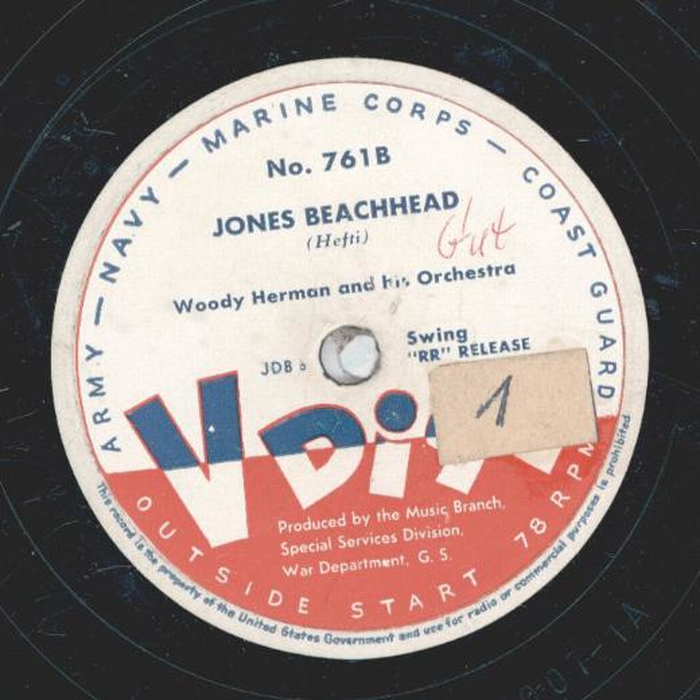 ARMY — NAVY — MARINE CORPS — COAST GUARD
No. 761B
JONES BEACHHEAD
(Hefti)
Gut
Woody Herman and his Orchestra
Swing
"RR" RELEASE
JDB
1
V Di
Produced by the Music Branch,
Special Services Division,
War Department, G. S.
OUTSIDE START 78 RPM
This record is the property of the United States Government and use for radio or commercial purposes is prohibited